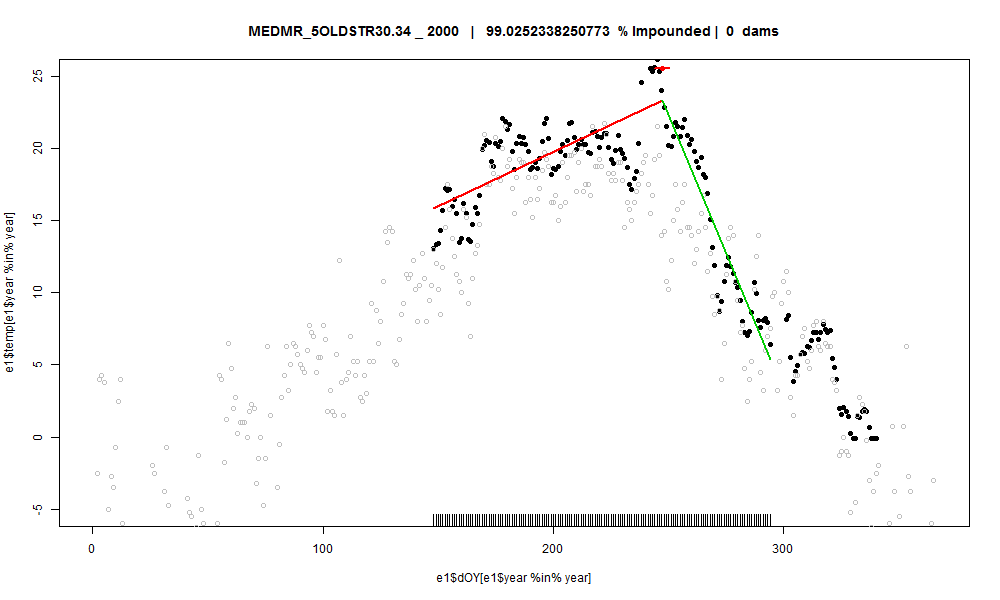 MEDMR_5OLDSTR30.34 _ 2000 | 99.0252338250773 % Impounded | 0 dams
25
20
15
10
5
0
-5
e1$temp[e1$year %in% year]
0 100 200 300
e1$dOY[e1$year %in% year]